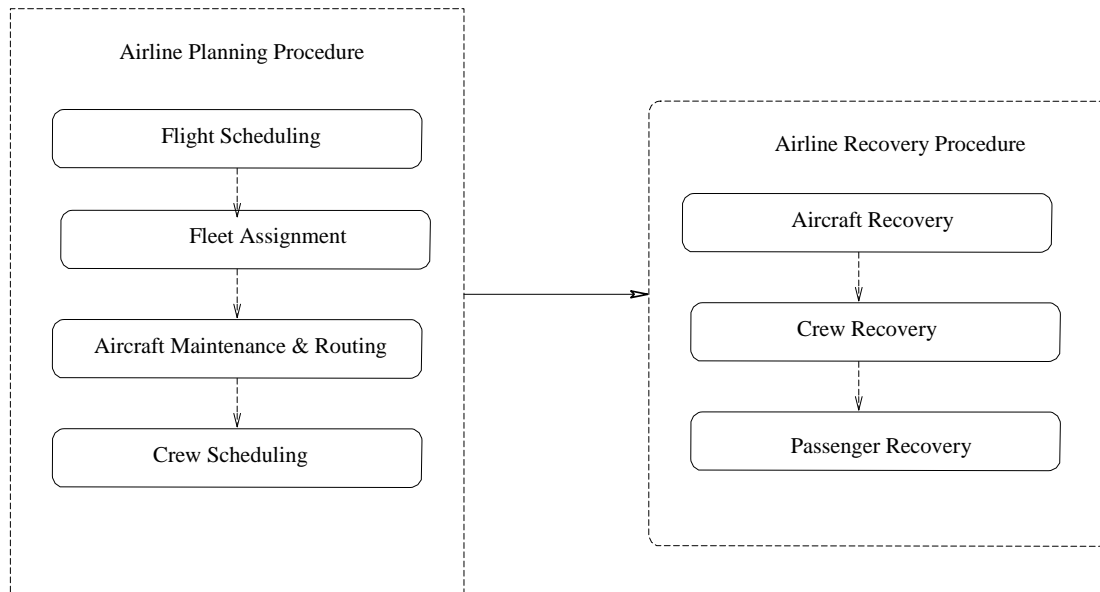 Airline Planning Procedure
Flight Scheduling
Fleet Assignment
Aircraft Maintenance & Routing
Crew Scheduling
Airline Recovery Procedure
Aircraft Recovery
Crew Recovery
Passenger Recovery